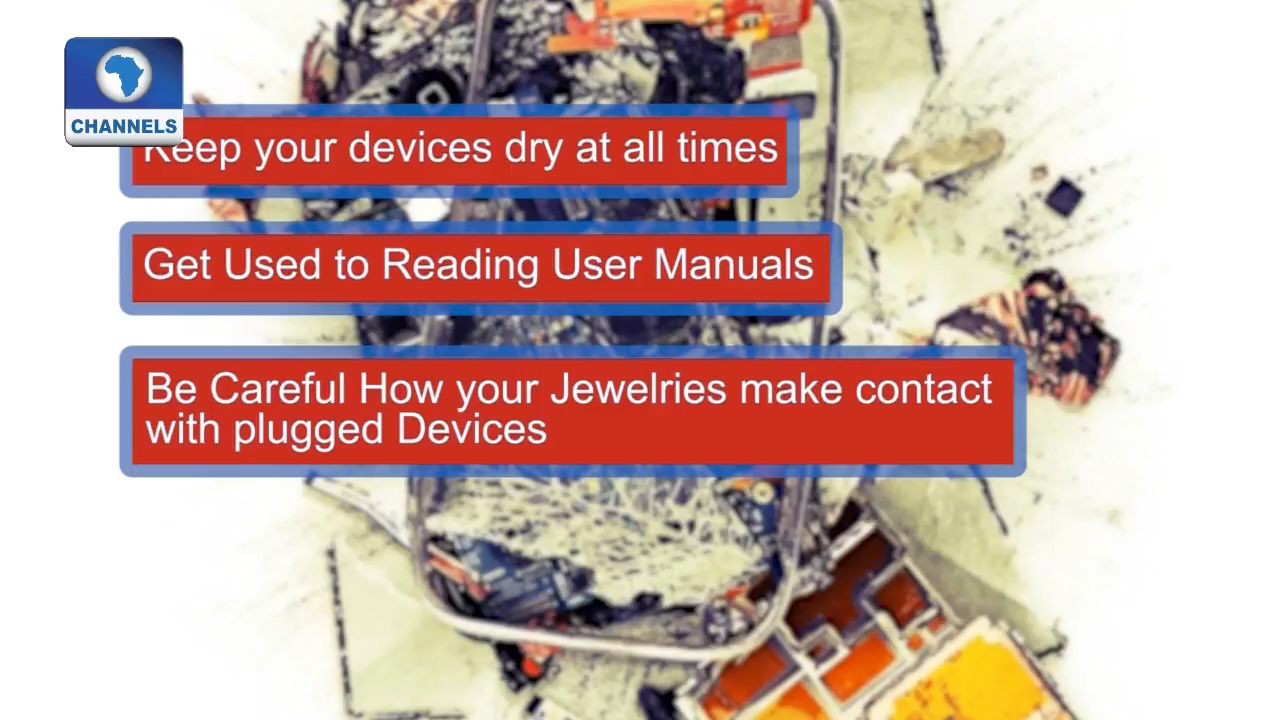 CHANNELS
Keep your devices dry at all times
Get Used to Reading User Manuals
Be Careful How your Jewelries make contact
with plugged Devices